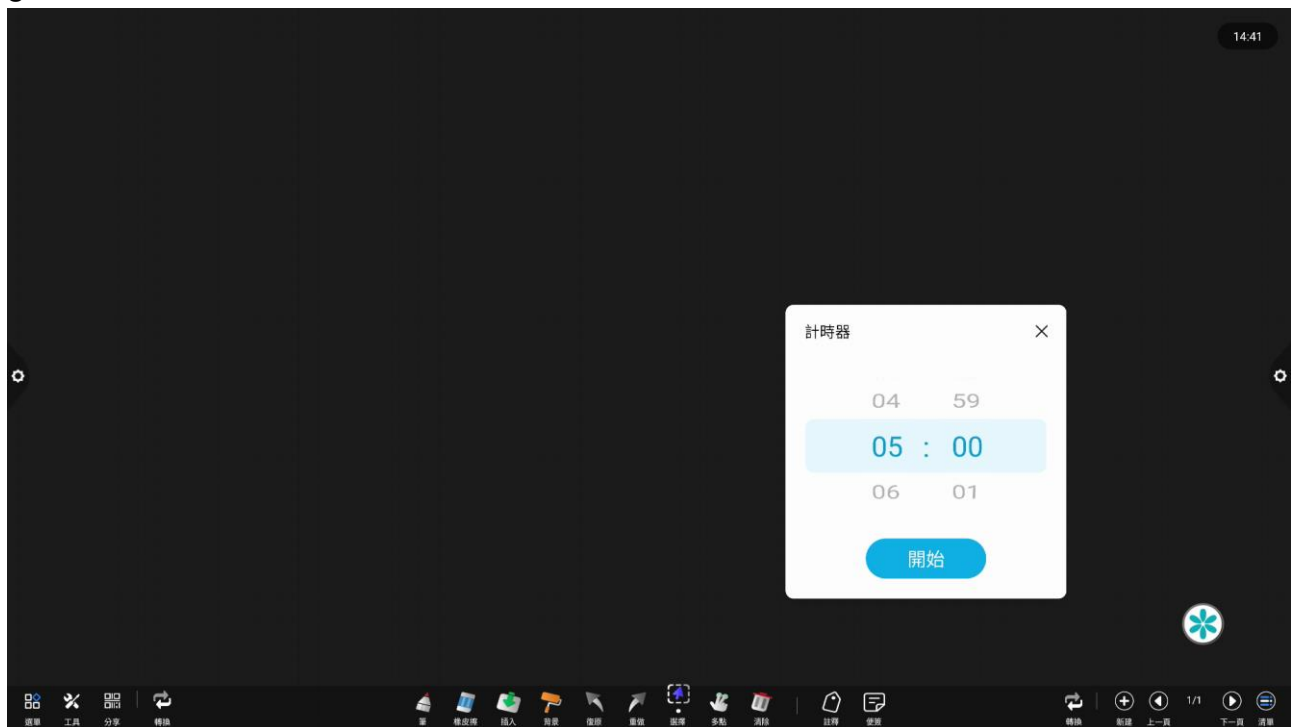 14:41
計時器
04 59
05 : 00
06 01
開始
選單 工具 分享 轉換 筆 橡皮擦 插入 背景 復原 重做 選擇 多點 清除 註釋 便簽 轉換 新建 上一頁 1/1 下一頁 清單